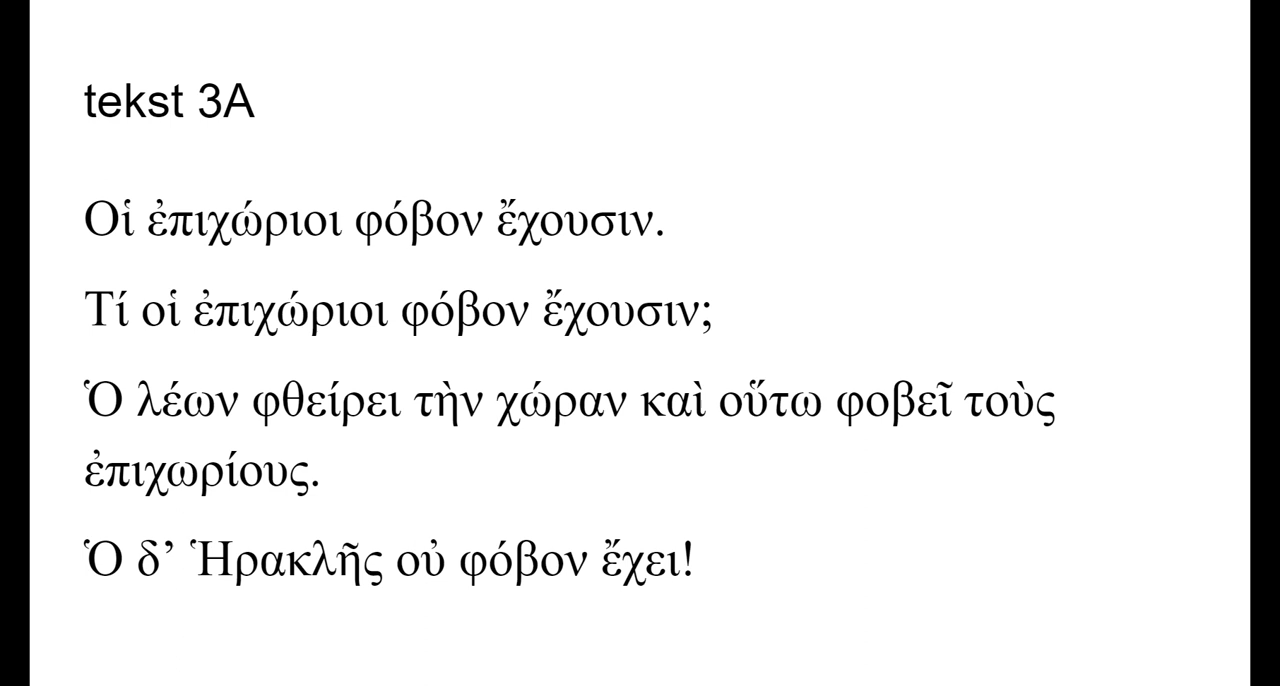 tekst 3A
Οἱ ἐπιχώριοι φόβον ἔχουσιν.
Τί οἱ ἐπιχώριοι φόβον ἔχουσιν;
Ὁ λέων φθείρει τὴν χώραν καὶ οὕτω φοβεῖ τοὺς
ἐπιχωρίους.
Ὁ δ’ Ἡρακλῆς οὐ φόβον ἔχει!